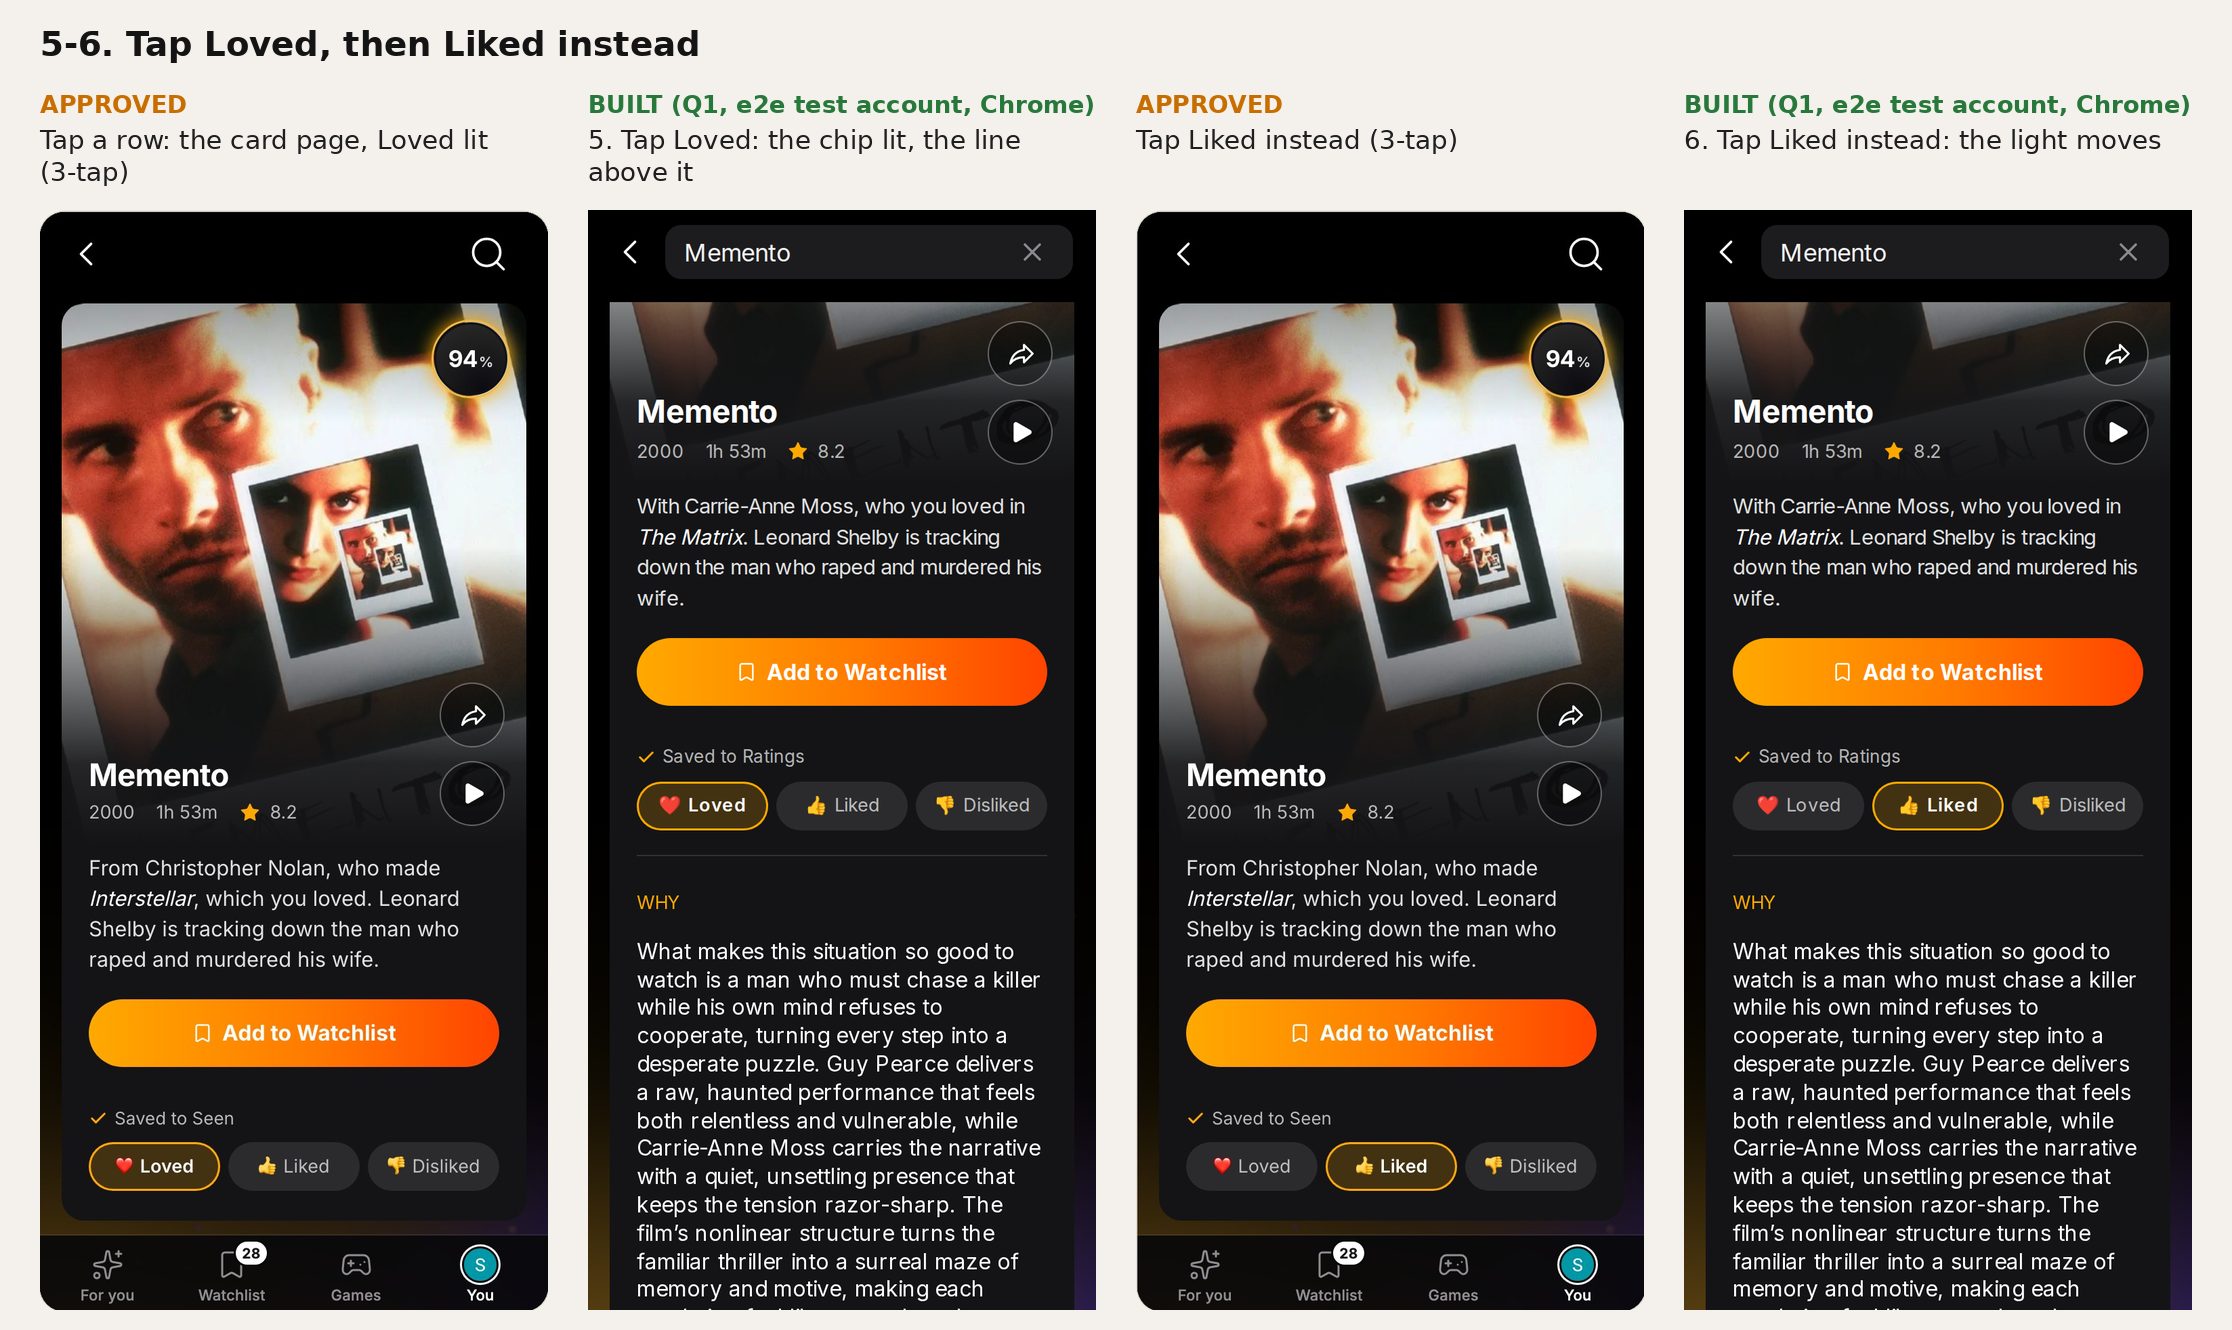 5-6. Tap Loved, then Liked instead
APPROVED
Tap a row: the card page, Loved lit
(3-tap)
94%
Memento
2000 1h 53m 8.2
From Christopher Nolan, who made
Interstellar, which you loved. Leonard
Shelby is tracking down the man who
raped and murdered his wife.
Add to Watchlist
Saved to Seen
Loved Liked Disliked
28
S
For you Watchlist Games You
BUILT (Q1, e2e test account, Chrome)
5. Tap Loved: the chip lit, the line
above it
Memento
Memento
2000 1h 53m 8.2
With Carrie-Anne Moss, who you loved in
The Matrix. Leonard Shelby is tracking
down the man who raped and murdered his
wife.
Add to Watchlist
Saved to Ratings
Loved Liked Disliked
WHY
What makes this situation so good to
watch is a man who must chase a killer
while his own mind refuses to
cooperate, turning every step into a
desperate puzzle. Guy Pearce delivers
a raw, haunted performance that feels
both relentless and vulnerable, while
Carrie-Anne Moss carries the narrative
with a quiet, unsettling presence that
keeps the tension razor-sharp. The
film’s nonlinear structure turns the
familiar thriller into a surreal maze of
memory and motive, making each
APPROVED
Tap Liked instead (3-tap)
94%
Memento
2000 1h 53m 8.2
From Christopher Nolan, who made
Interstellar, which you loved. Leonard
Shelby is tracking down the man who
raped and murdered his wife.
Add to Watchlist
Saved to Seen
Loved Liked Disliked
28
S
For you Watchlist Games You
BUILT (Q1, e2e test account, Chrome)
6. Tap Liked instead: the light moves
Memento
Memento
2000 1h 53m 8.2
With Carrie-Anne Moss, who you loved in
The Matrix. Leonard Shelby is tracking
down the man who raped and murdered his
wife.
Add to Watchlist
Saved to Ratings
Loved Liked Disliked
WHY
What makes this situation so good to
watch is a man who must chase a killer
while his own mind refuses to
cooperate, turning every step into a
desperate puzzle. Guy Pearce delivers
a raw, haunted performance that feels
both relentless and vulnerable, while
Carrie-Anne Moss carries the narrative
with a quiet, unsettling presence that
keeps the tension razor-sharp. The
film’s nonlinear structure turns the
familiar thriller into a surreal maze of
memory and motive, making each